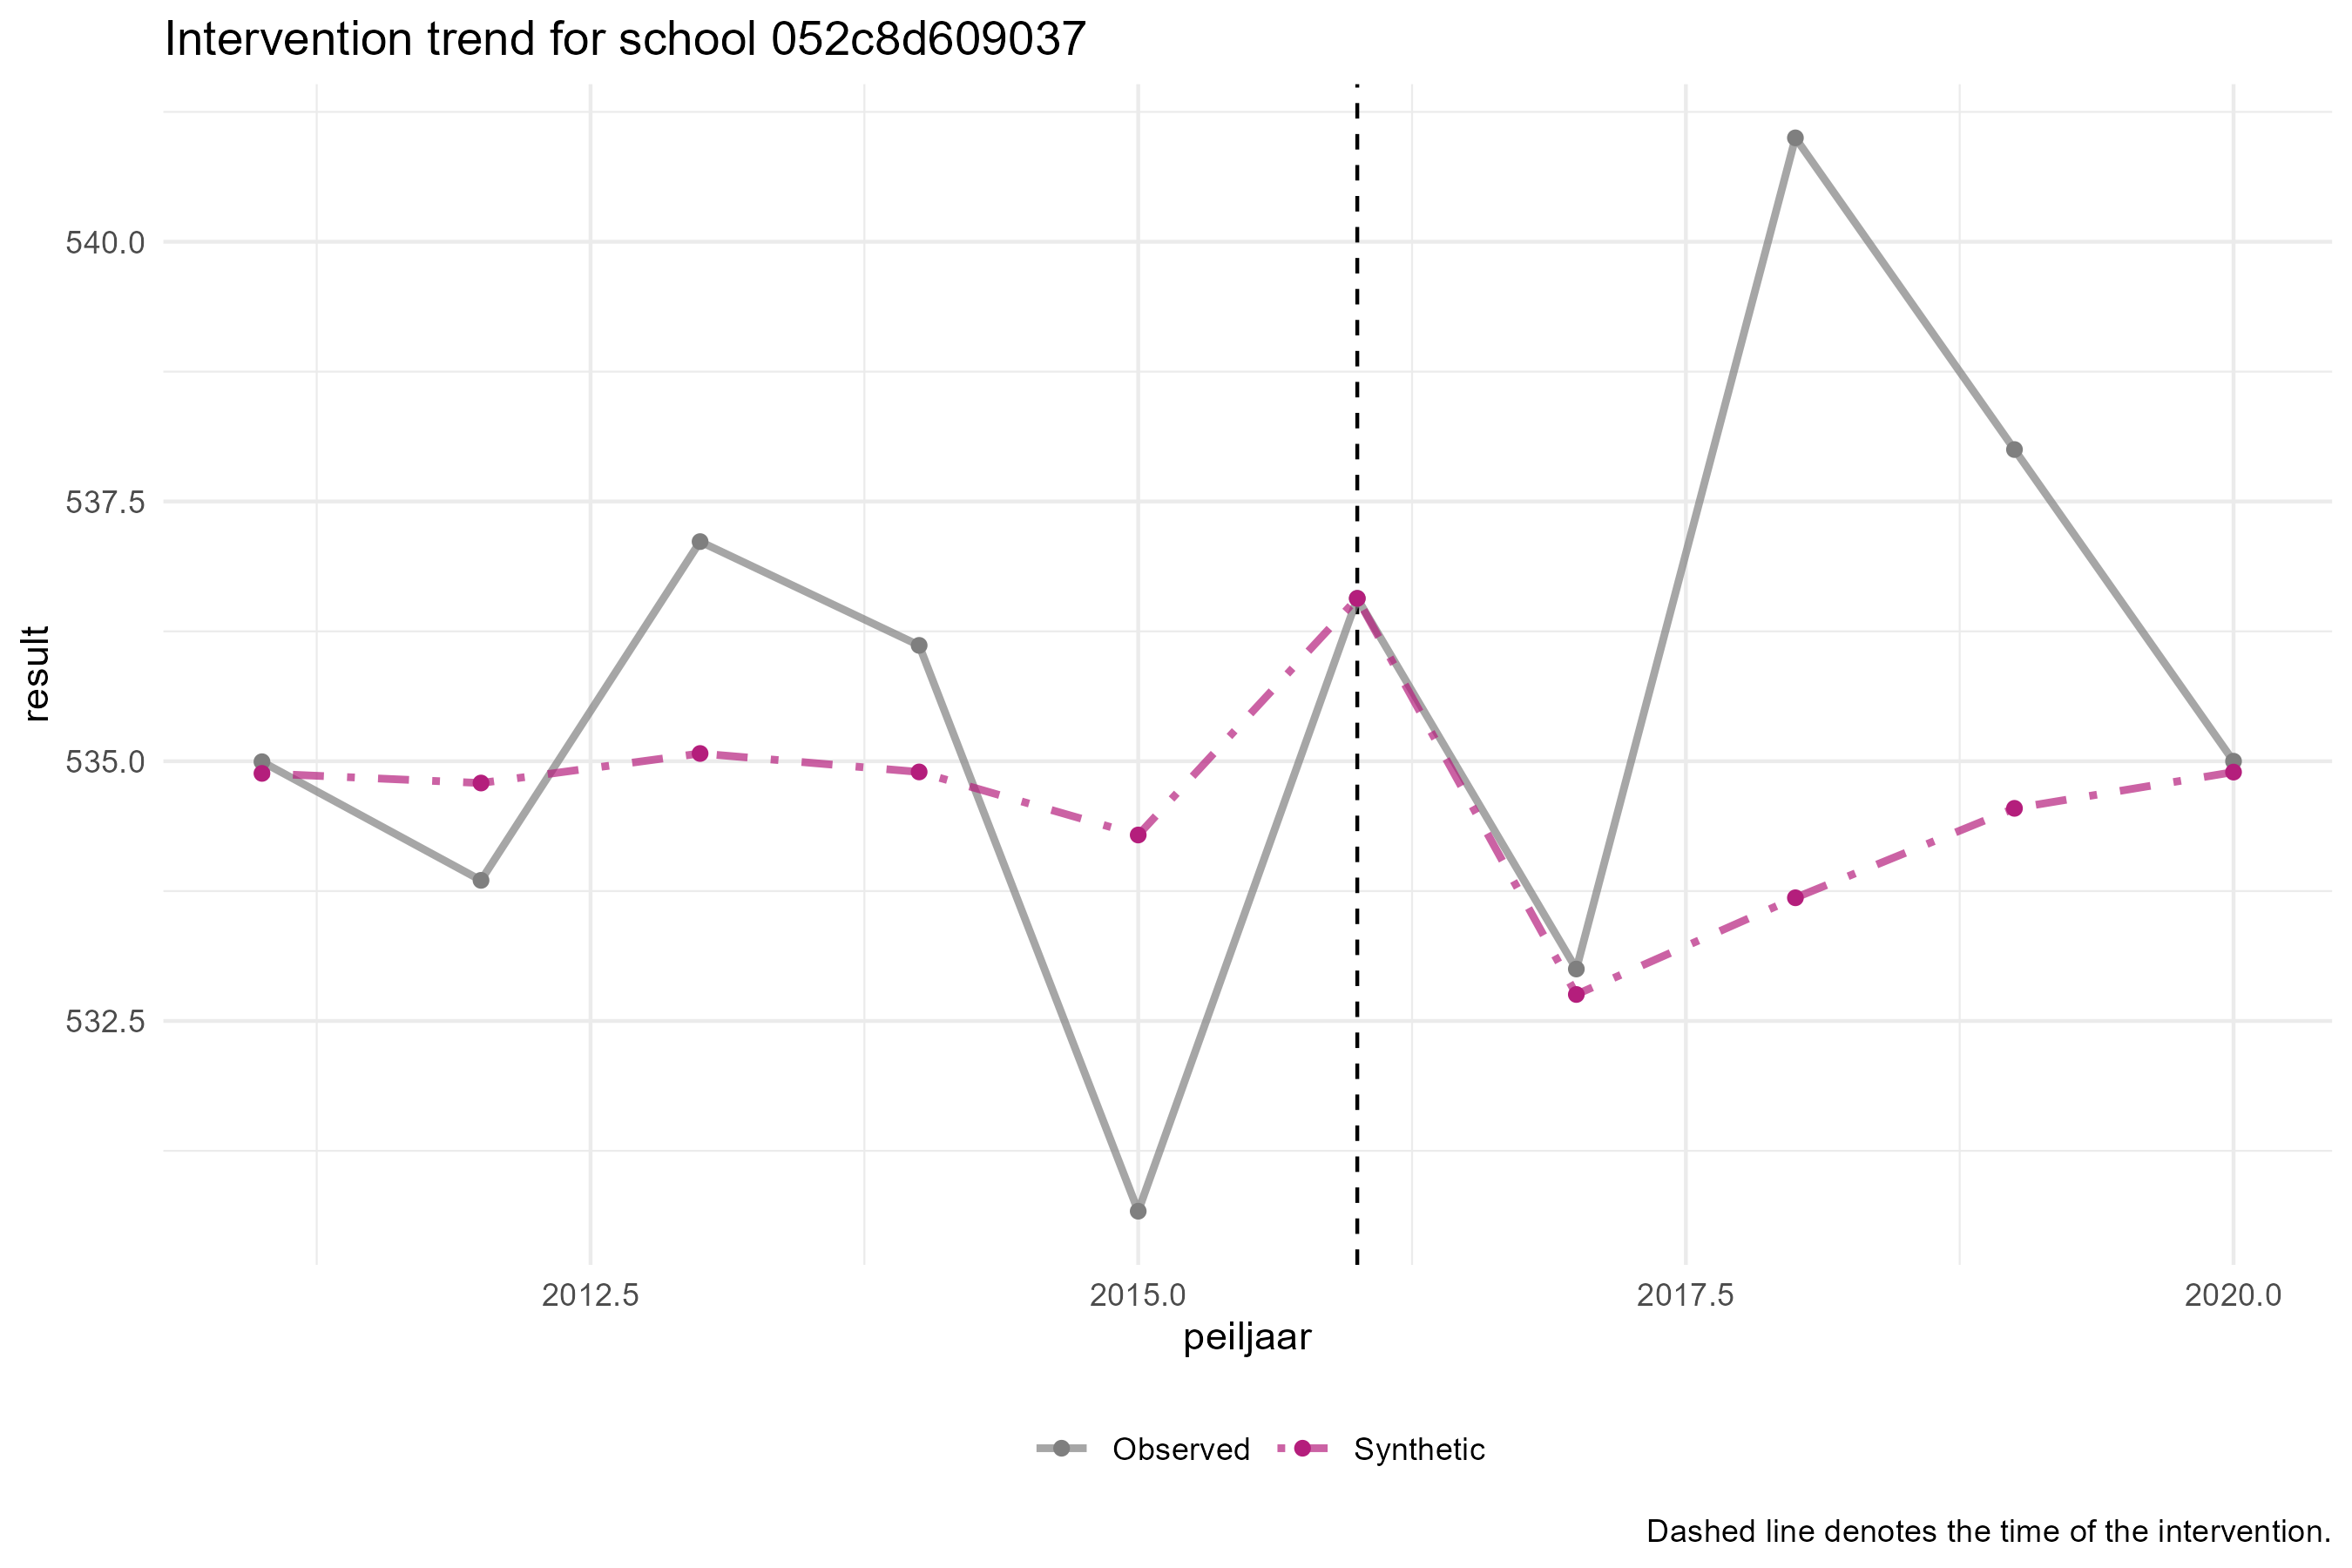 Intervention trend for school 052c8d609037
540.0
537.5
535.0
532.5
result
2012.5 2015.0 2017.5 2020.0
peiljaar
Observed Synthetic
Dashed line denotes the time of the intervention.